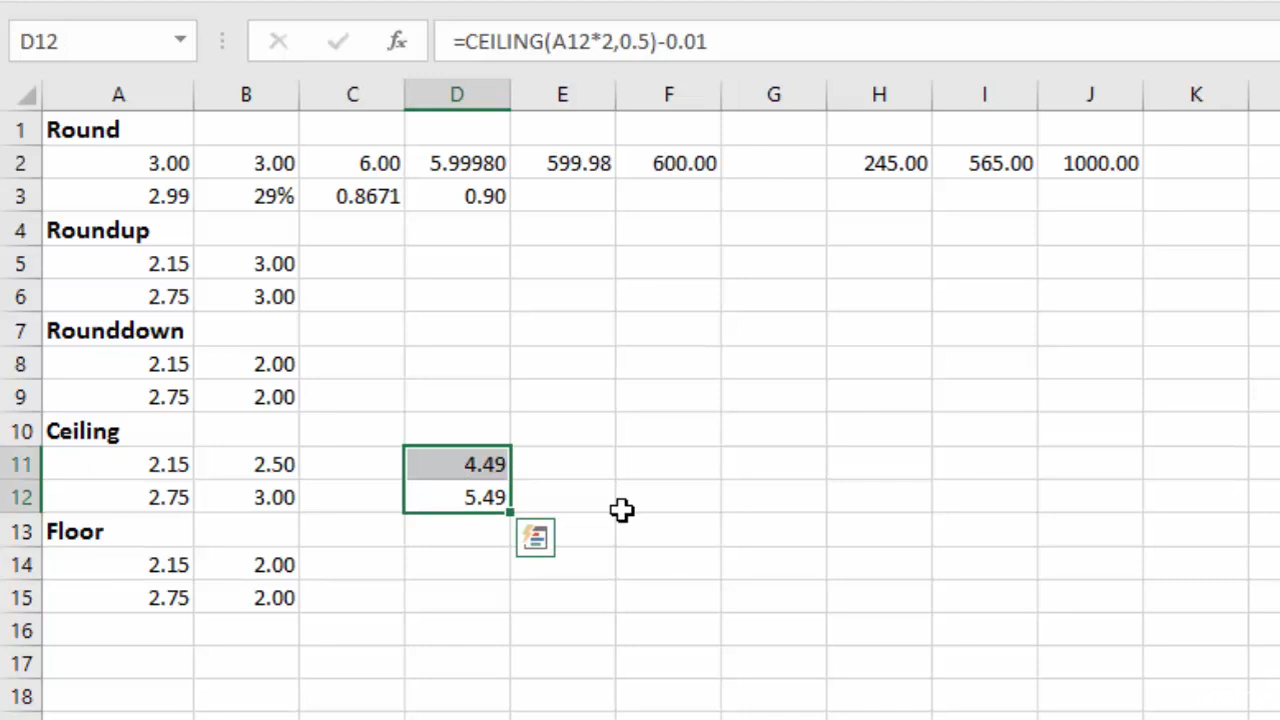 D12 fx =CEILING(A12*2,0.5)-0.01
A B C D E F G H I J K
1 Round
2 3.00 3.00 6.00 5.99980 599.98 600.00 245.00 565.00 1000.00
3 2.99 29% 0.8671 0.90
4 Roundup
5 2.15 3.00
6 2.75 3.00
7 Rounddown
8 2.15 2.00
9 2.75 2.00
10 Ceiling
11 2.15 2.50 4.49
12 2.75 3.00 5.49
13 Floor
14 2.15 2.00
15 2.75 2.00
16
17
18